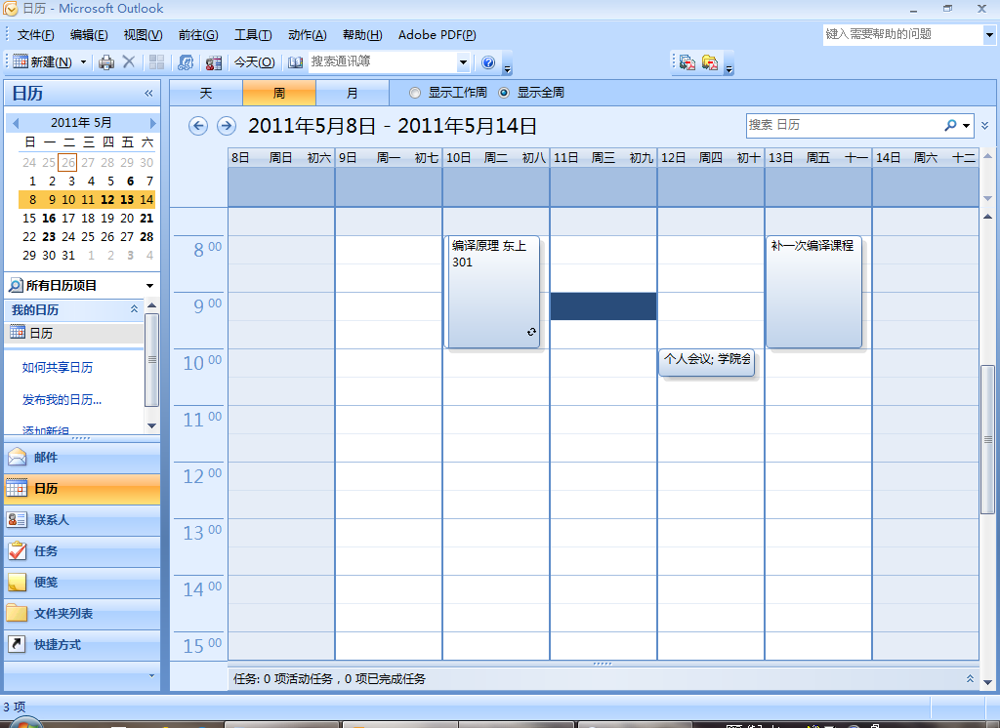 日历 - Microsoft Outlook
文件(F) 编辑(E) 视图(V) 前往(G) 工具(T) 动作(A) 帮助(H) Adobe PDF(P) 键入需要帮助的问题
新建(N) 今天(O) 搜索通讯簿
日历 «
天 周 月 显示工作周 显示全周
2011年 5月
日 一 二 三 四 五 六
24 25 26 27 28 29 30
1 2 3 4 5 6 7
8 9 10 11 12 13 14
15 16 17 18 19 20 21
22 23 24 25 26 27 28
29 30 31 1 2 3 4
所有日历项目
我的日历
日历
如何共享日历
发布我的日历...
添加新组
邮件
日历
联系人
任务
便笺
文件夹列表
快捷方式
2011年5月8日 - 2011年5月14日 搜索 日历
8日 周日 初六 9日 周一 初七 10日 周二 初八 11日 周三 初九 12日 周四 初十 13日 周五 十一 14日 周六 十二
8 00
编译原理 东上
301
补一次编译课程
9 00
10 00
个人会议; 学院会
11 00
12 00
13 00
14 00
15 00
任务: 0 项活动任务，0 项已完成任务
3 项